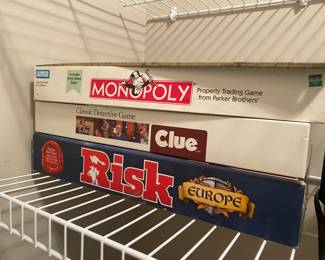 MONOPOLY
Property Trading Game
from Parker Brothers®
Classic Detective Game
Clue
Risk
EUROPE